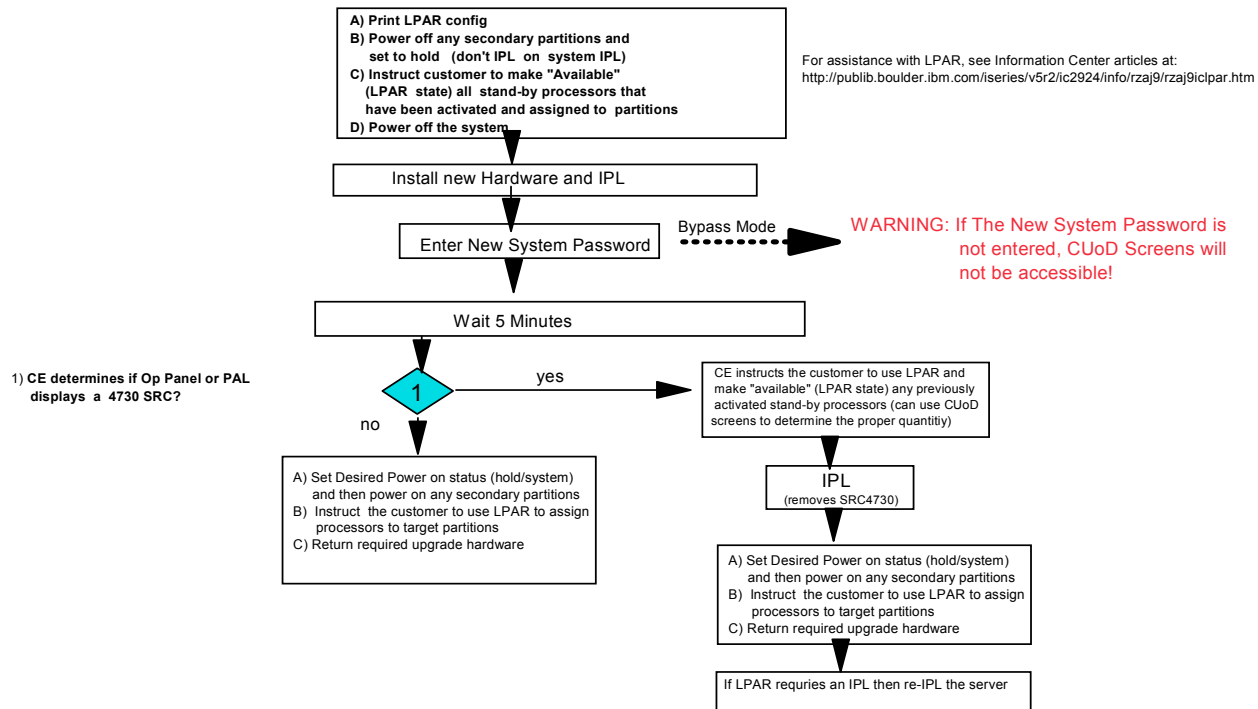 A) Print LPAR config
B) Power off any secondary partitions and
set to hold (don't IPL on system IPL)
C) Instruct customer to make "Available"
(LPAR state) all stand-by processors that
have been activated and assigned to partitions
D) Power off the system
For assistance with LPAR, see Information Center articles at:
http://publib.boulder.ibm.com/iseries/v5r2/ic2924/info/rzaj9/rzaj9iclpar.htm
Install new Hardware and IPL
Enter New System Password
Bypass Mode
WARNING: If The New System Password is
not entered, CUoD Screens will
not be accessible!
Wait 5 Minutes
1) CE determines if Op Panel or PAL
displays a 4730 SRC?
1
yes
no
CE instructs the customer to use LPAR and
make "available" (LPAR state) any previously
activated stand-by processors (can use CUoD
screens to determine the proper quantitiy)
A) Set Desired Power on status (hold/system)
and then power on any secondary partitions
B) Instruct the customer to use LPAR to assign
processors to target partitions
C) Return required upgrade hardware
IPL
(removes SRC4730)
A) Set Desired Power on status (hold/system)
and then power on any secondary partitions
B) Instruct the customer to use LPAR to assign
processors to target partitions
C) Return required upgrade hardware
If LPAR requries an IPL then re-IPL the server